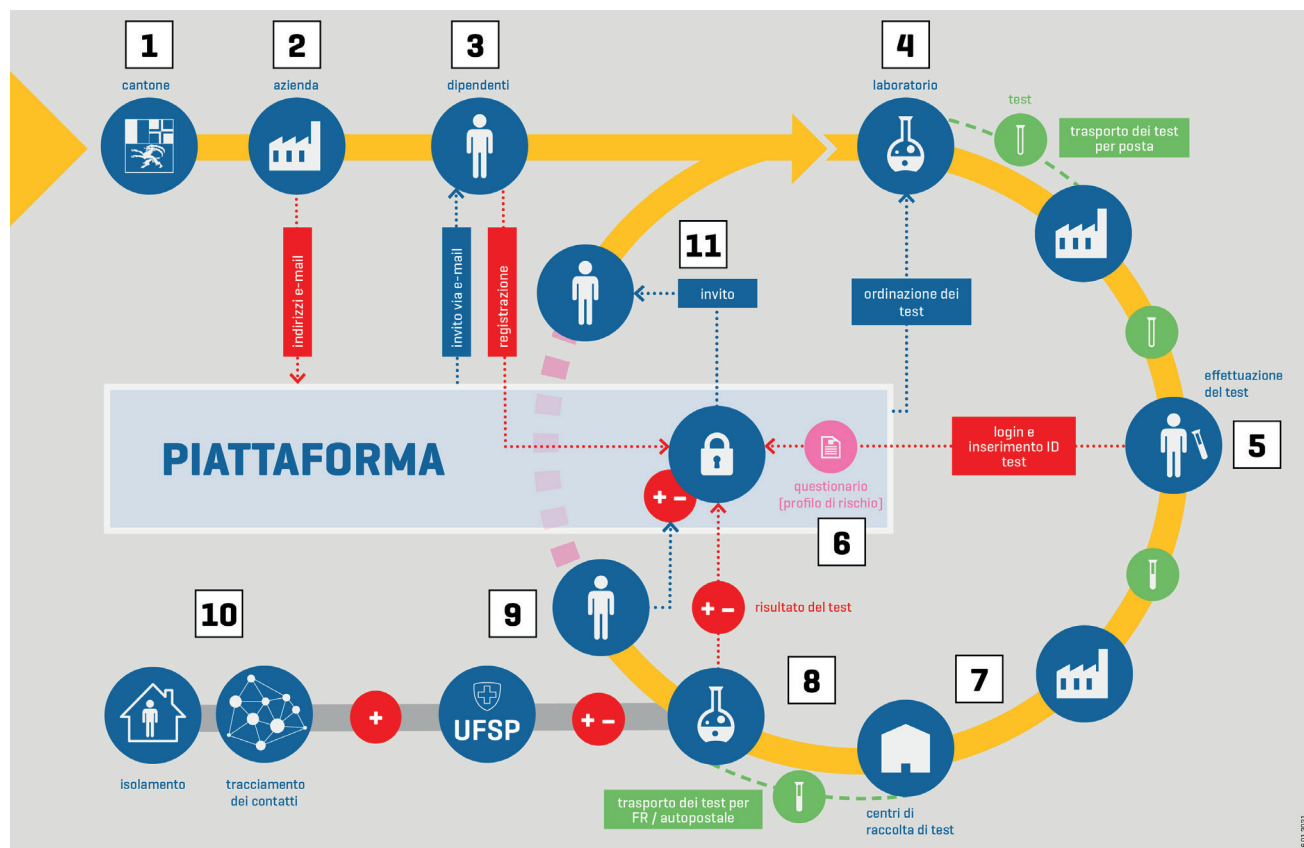 1
2
3
4
cantone
azienda
dipendenti
laboratorio
test
trasporto dei test
per posta
indirizzi e-mail
invito via e-mail
registrazione
11
invito
ordinazione dei
test
effettuazione
del test
5
login e
inserimento ID
test
PIATTAFORMA
questionario
(profilo di rischio)
+ -
6
9
+ -
risultato del test
10
8
7
+
UFSP
+ -
isolamento
tracciamento
dei contatti
trasporto dei test per
FR / autopostale
centri di
raccolta di test